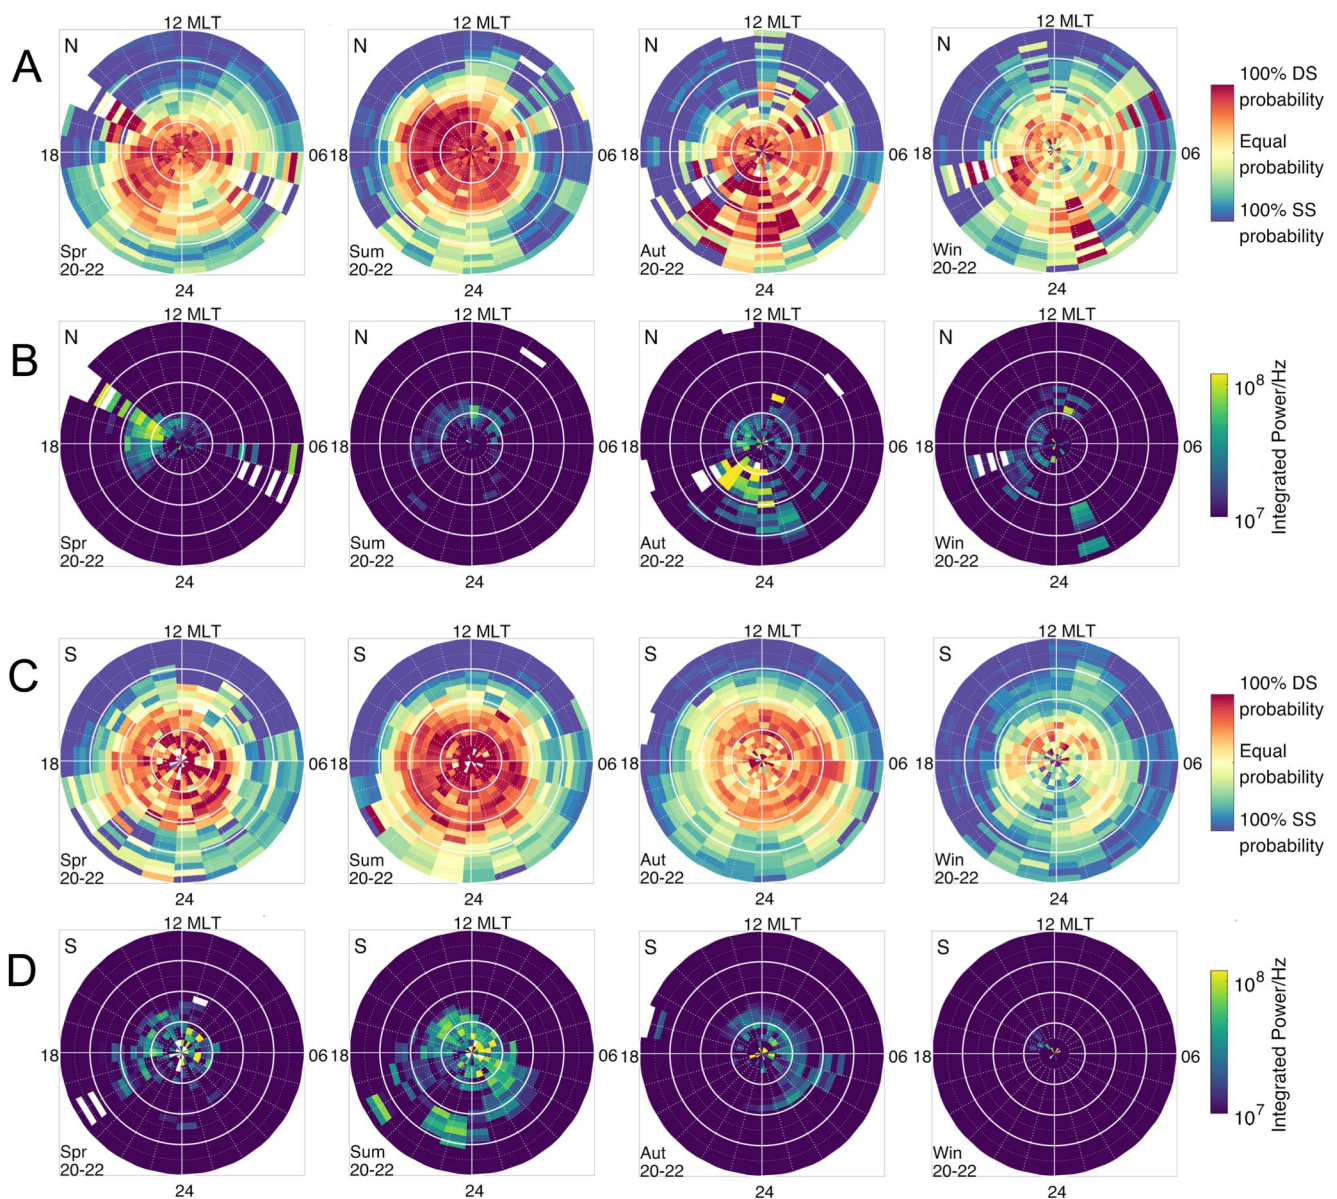 12 MLT 12 MLT 12 MLT 12 MLT
A N N N N
100% DS
probability
Equal
probability
100% SS
probability
18 06 18 06 18 06 18 06
Spr Sum Aut Win
20-22 20-22 20-22 20-22
24 24 24 24
12 MLT 12 MLT 12 MLT 12 MLT
B N N N N
10^8
Integrated Power/Hz
10^7
18 06 18 06 18 06 18 06
Spr Sum Aut Win
20-22 20-22 20-22 20-22
24 24 24 24
12 MLT 12 MLT 12 MLT 12 MLT
C S S S S
100% DS
probability
Equal
probability
100% SS
probability
18 06 18 06 18 06 18 06
Spr Sum Aut Win
20-22 20-22 20-22 20-22
24 24 24 24
12 MLT 12 MLT 12 MLT 12 MLT
D S S S S
10^8
Integrated Power/Hz
10^7
18 06 18 06 18 06 18 06
Spr Sum Aut Win
20-22 20-22 20-22 20-22
24 24 24 24